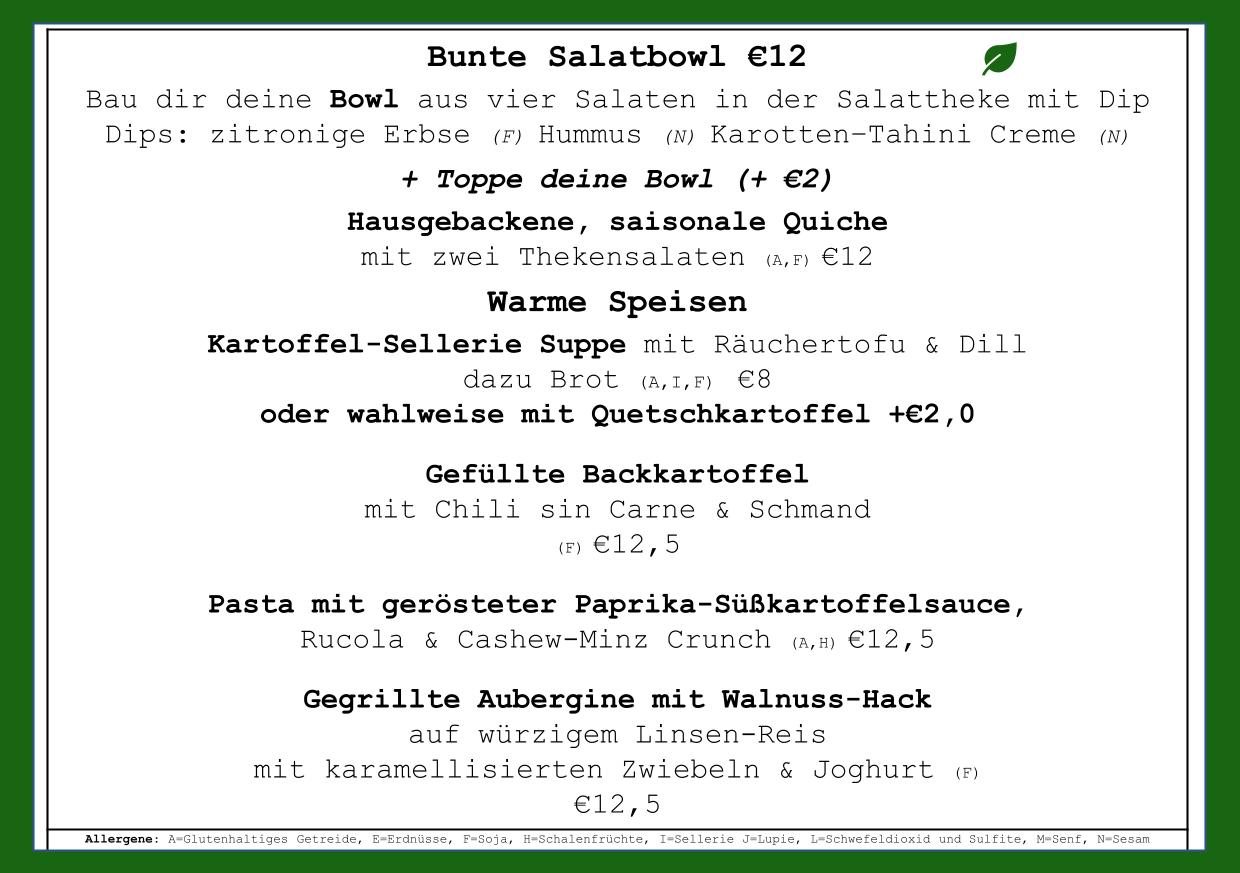 Bunte Salatbowl €12
Bau dir deine Bowl aus vier Salaten in der Salattheke mit Dip
Dips: zitronige Erbse (F) Hummus (N) Karotten-Tahini Creme (N)
+ Toppe deine Bowl (+ €2)
Hausgebackene, saisonale Quiche
mit zwei Thekensalaten (A,F) €12
Warme Speisen
Kartoffel-Sellerie Suppe mit Räuchertofu & Dill
dazu Brot (A,I,F) €8
oder wahlweise mit Quetschkartoffel +€2,0
Gefüllte Backkartoffel
mit Chili sin Carne & Schmand
(F) €12,5
Pasta mit gerösteter Paprika-Süßkartoffelsauce,
Rucola & Cashew-Minz Crunch (A,H) €12,5
Gegrillte Aubergine mit Walnuss-Hack
auf würzigem Linsen-Reis
mit karamellisierten Zwiebeln & Joghurt (F)
€12,5
Allergene: A=Glutenhaltiges Getreide, E=Erdnüsse, F=Soja, H=Schalenfrüchte, I=Sellerie J=Lupie, L=Schwefeldioxid und Sulfite, M=Senf, N=Sesam